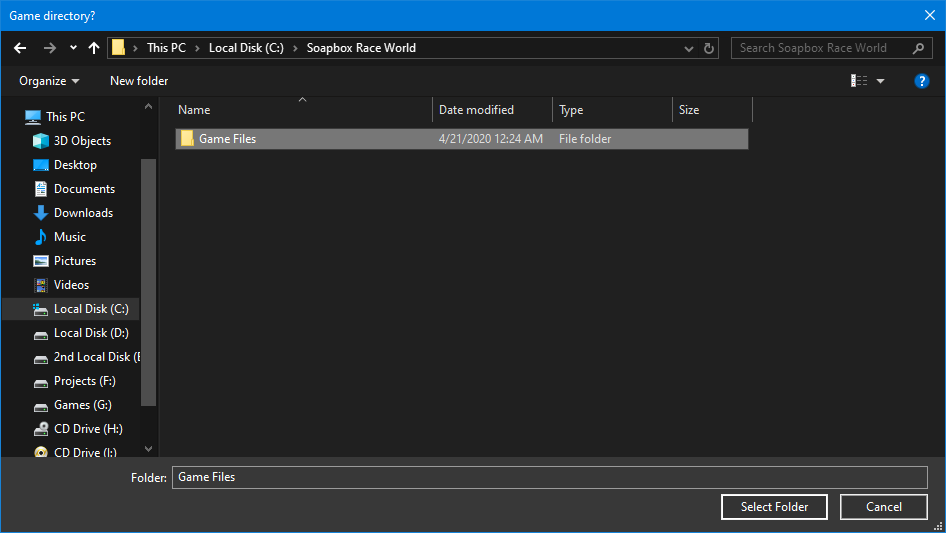 Game directory?
This PC > Local Disk (C:) > Soapbox Race World
Search Soapbox Race World
Organize
New folder
Name
Date modified
Type
Size
Game Files
4/21/2020 12:24 AM
File folder
This PC
3D Objects
Desktop
Documents
Downloads
Music
Pictures
Videos
Local Disk (C:)
Local Disk (D:)
2nd Local Disk (E
Projects (F:)
Games (G:)
CD Drive (H:)
CD Drive (I:)
Folder:
Game Files
Select Folder
Cancel